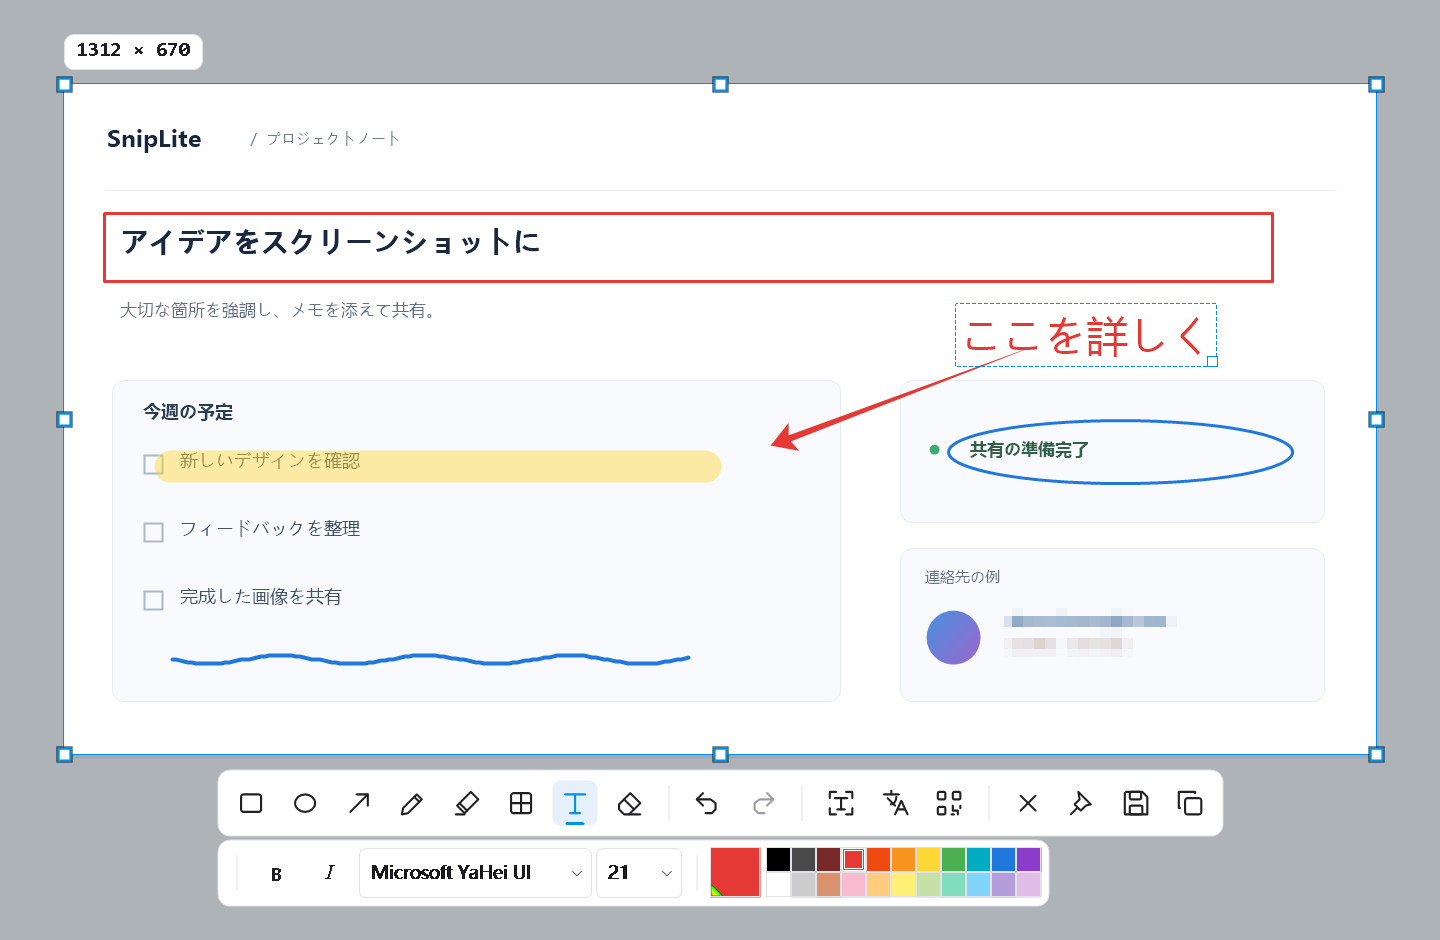 1312 × 670
SnipLite / プロジェクトノート
アイデアをスクリーンショットに
大切な箇所を強調し、メモを添えて共有。
ここを詳しく
今週の予定
新しいデザインを確認
フィードバックを整理
完成した画像を共有
共有の準備完了
連絡先の例
B I Microsoft YaHei UI 21